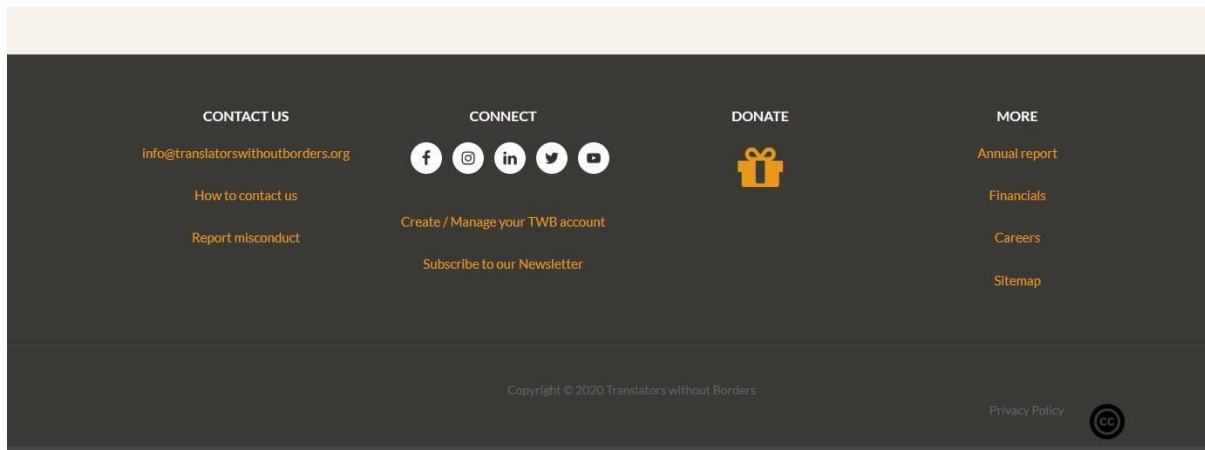 CONTACT US
info@translatorswithoutborders.org
How to contact us
Report misconduct
CONNECT
f
in
Create / Manage your TWB account
Subscribe to our Newsletter
DONATE
MORE
Annual report
Financials
Careers
Sitemap
Copyright © 2020 Translators without Borders
Privacy Policy
cc